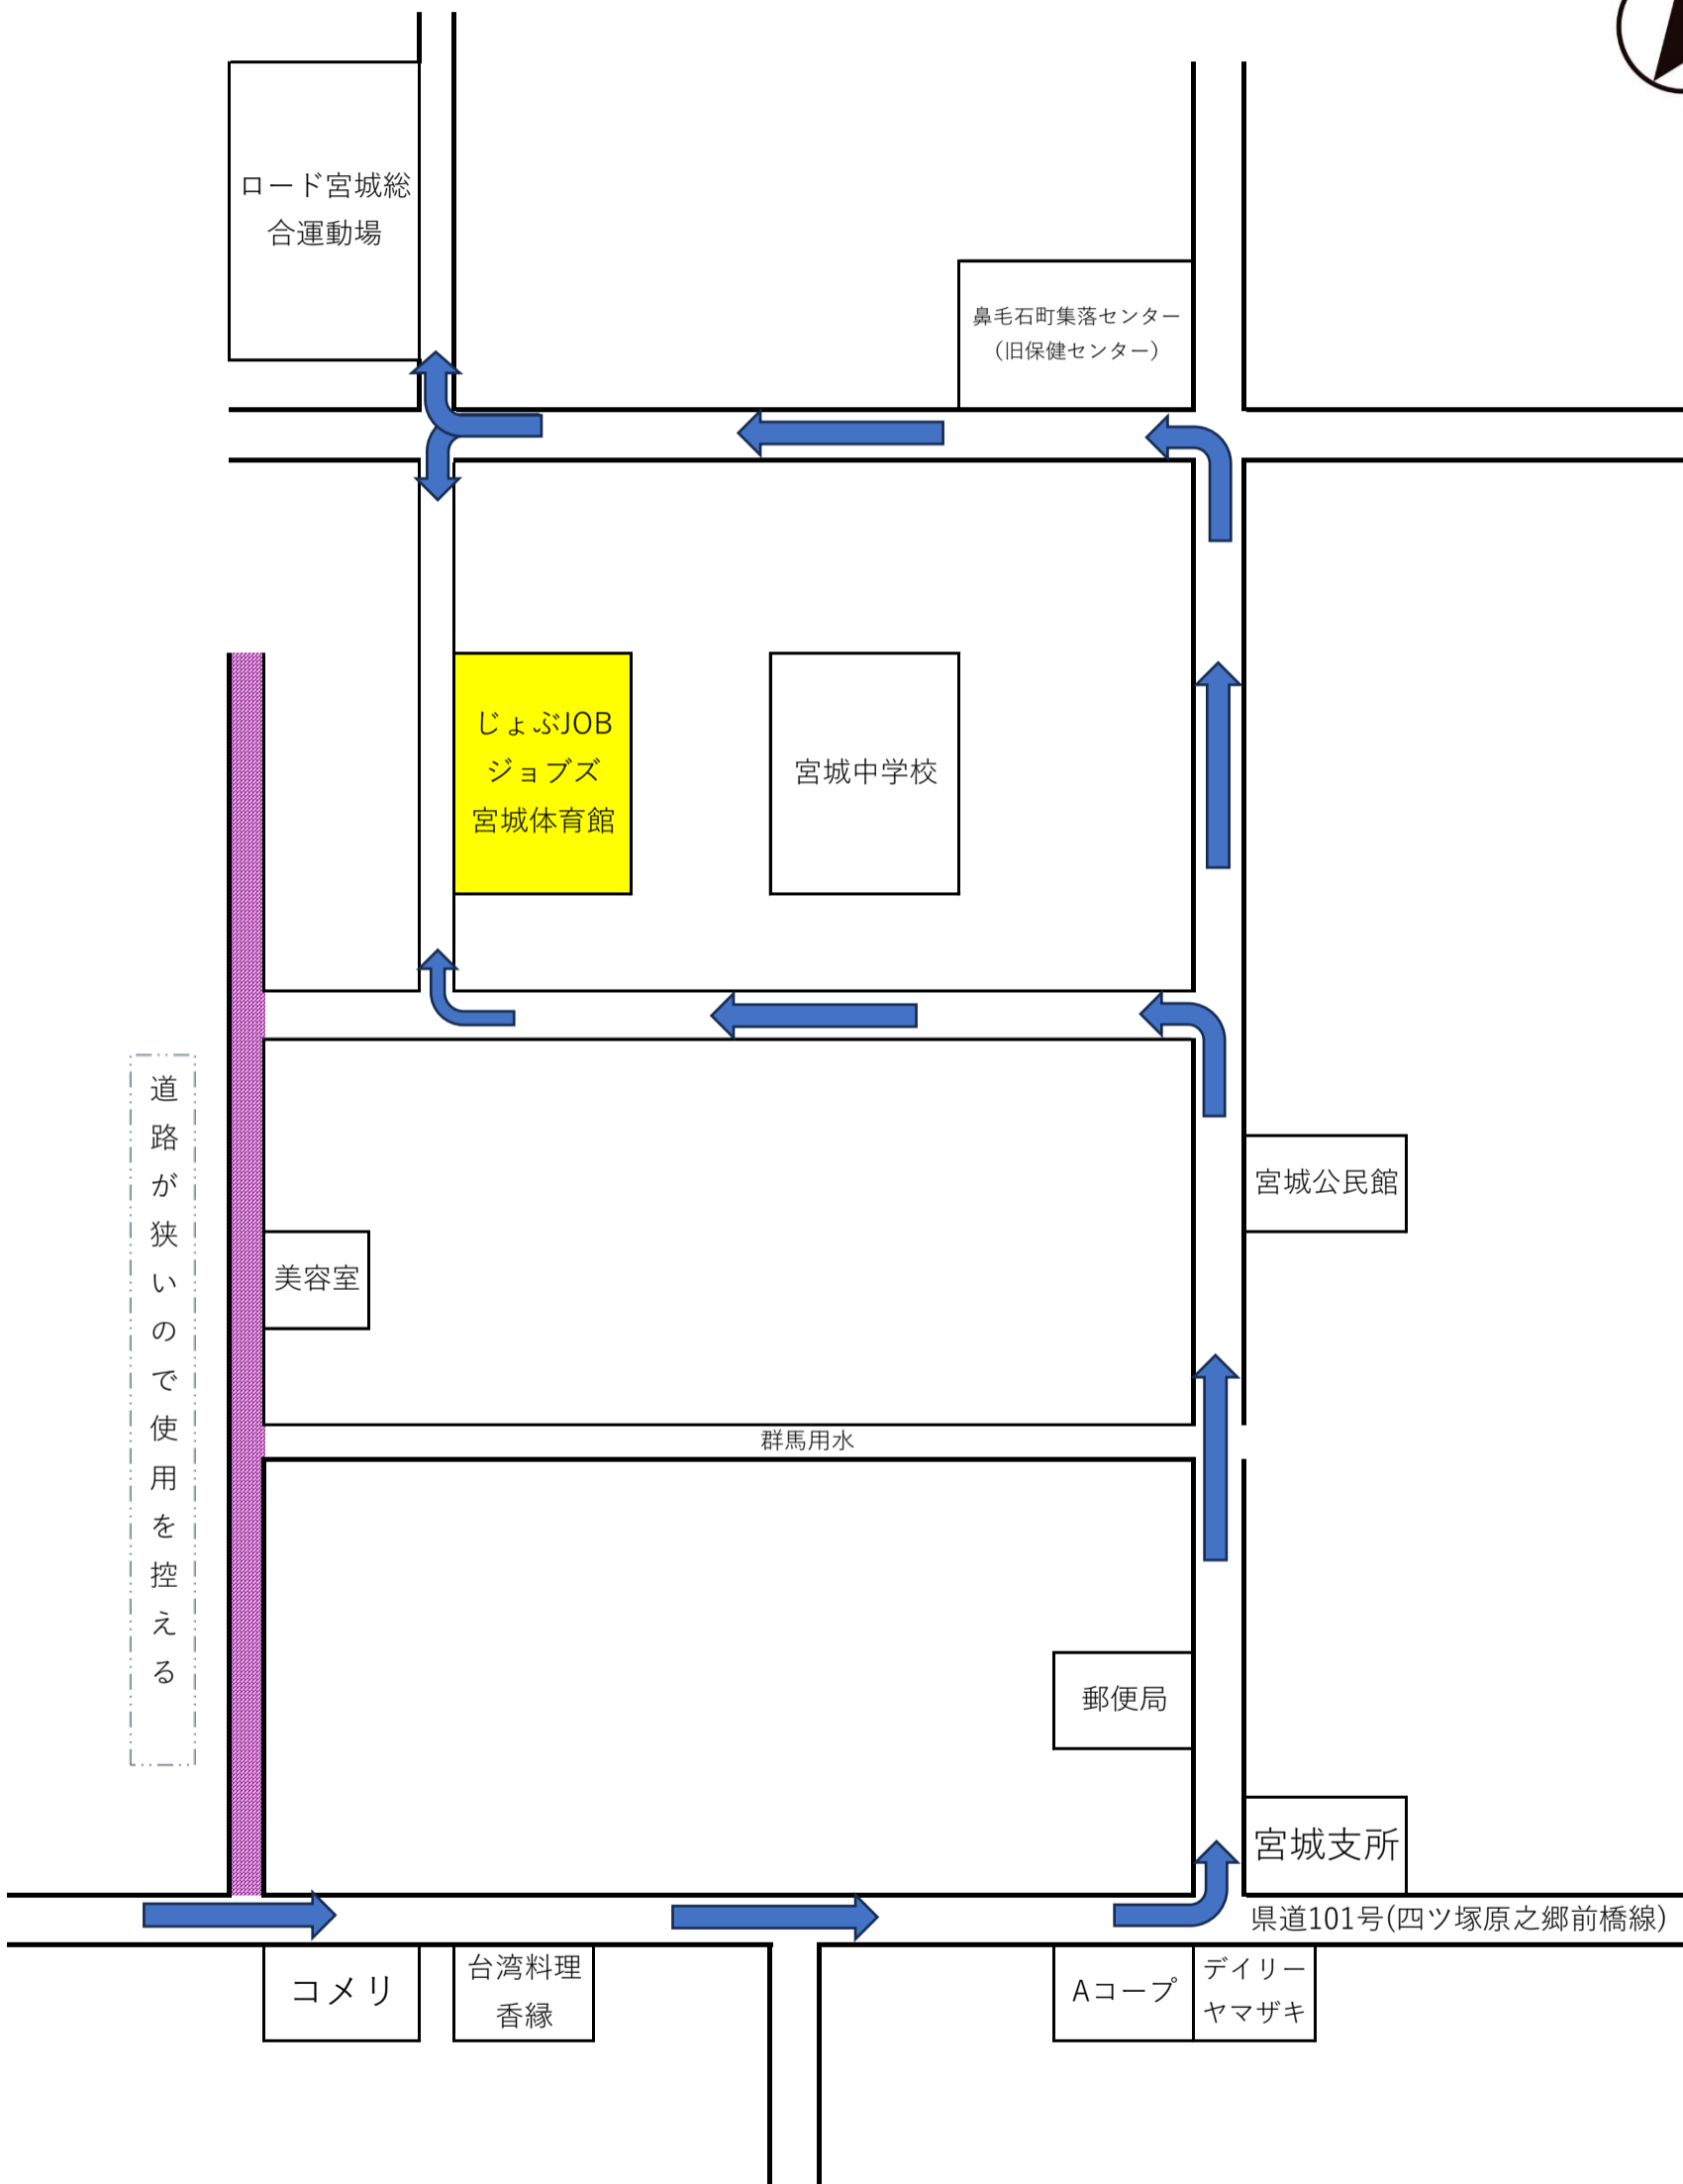 ロード宮城総
合運動場
鼻毛石町集落センター
(旧保健センター)
じょぶJOB
ジョブズ
宮城体育館
宮城中学校
道路が狭いので使用を控える
宮城公民館
美容室
群馬用水
郵便局
宮城支所
県道101号(四ツ塚原之郷前橋線)
コメリ
台湾料理
香縁
Aコープ
デイリー
ヤマザキ